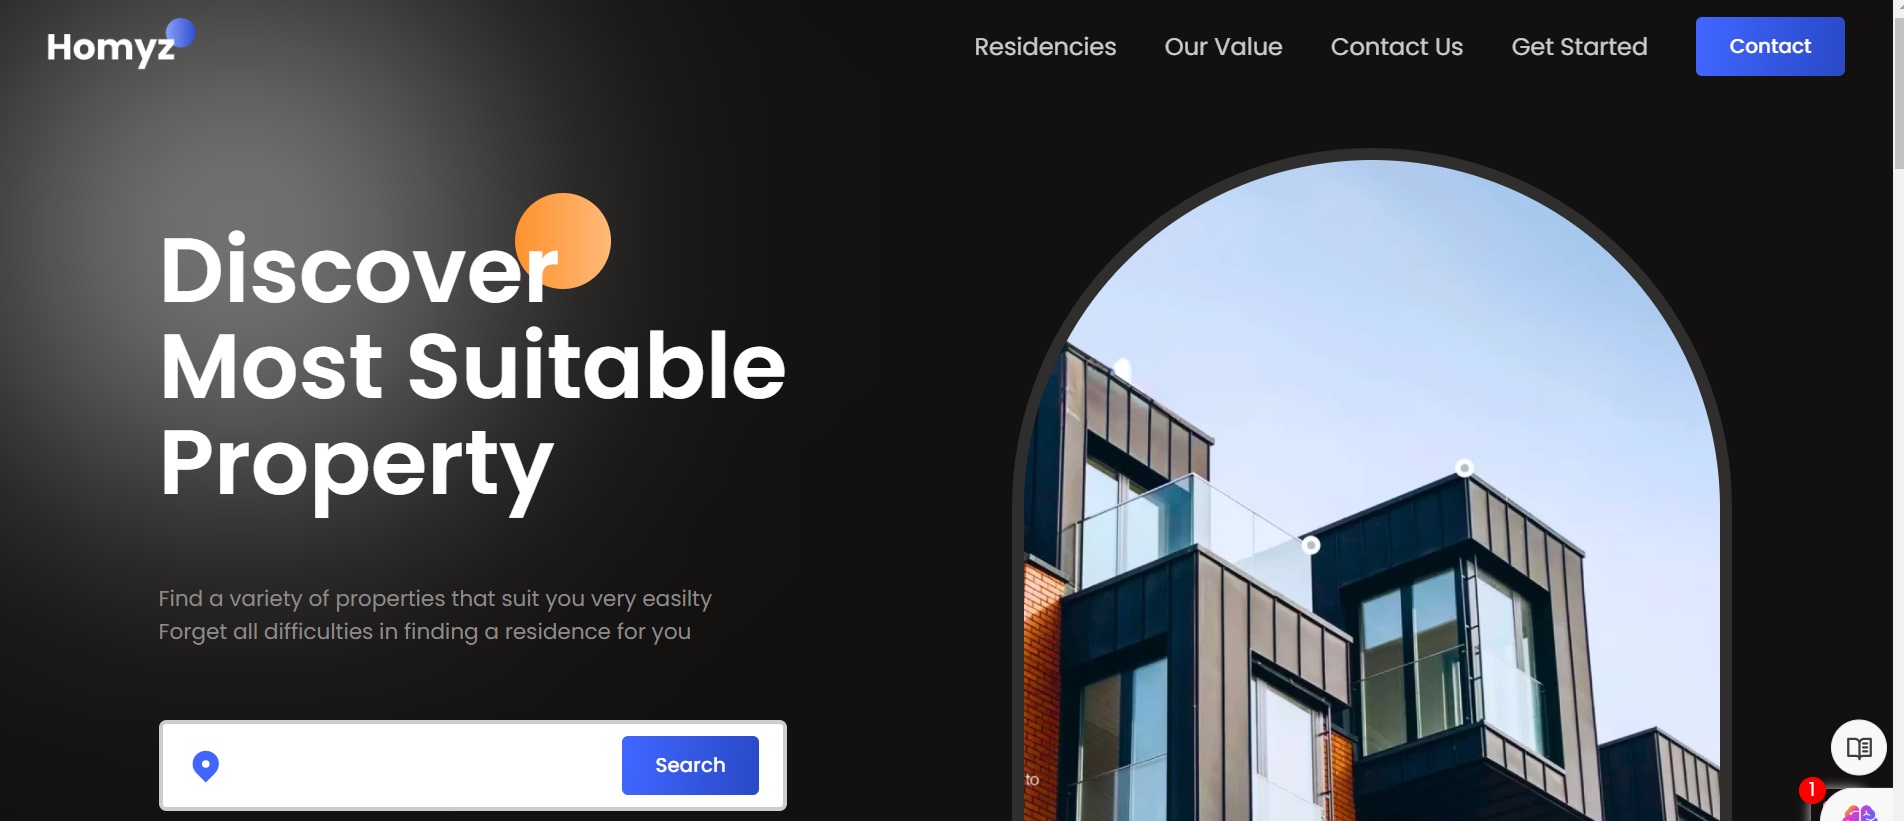 Homyz
Residencies
Our Value
Contact Us
Get Started
Contact
Discover
Most Suitable
Property
Find a variety of properties that suit you very easilty
Forget all difficulties in finding a residence for you
Search
to
1